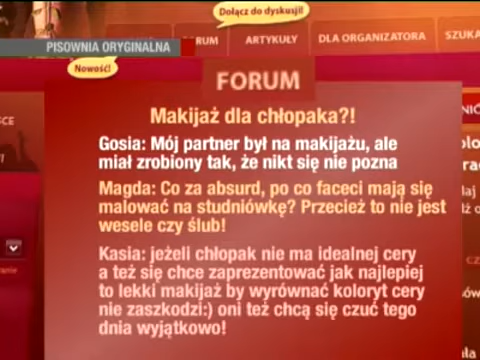 Dołącz do dyskusji!
PISOWNIA ORYGINALNA
ARTYKUŁY
DLA ORGANIZATORA
Nowość!
FORUM
Makijaż dla chłopaka?!
Gosia: Mój partner był na makijażu, ale
miał zrobiony tak, że nikt się nie pozna
Magda: Co za absurd, po co faceci mają się
malować na studniówkę? Przecież to nie jest
wesele czy ślub!
Kasia: jeżeli chłopak nie ma idealnej cery
a też się chce zaprezentować jak najlepiej
to lekki makijaż by wyrównać koloryt cery
nie zaszkodzi:) oni też chcą się czuć tego
dnia wyjątkowo!